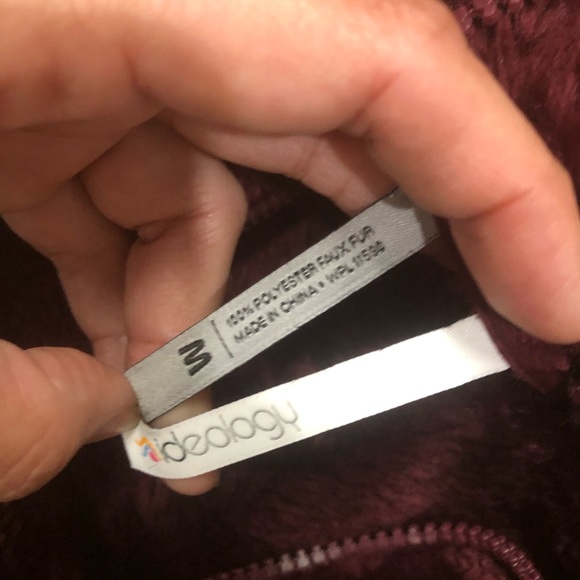 M
100% POLYESTER FAUX FUR
MADE IN CHINA • WPL 11590
ideology